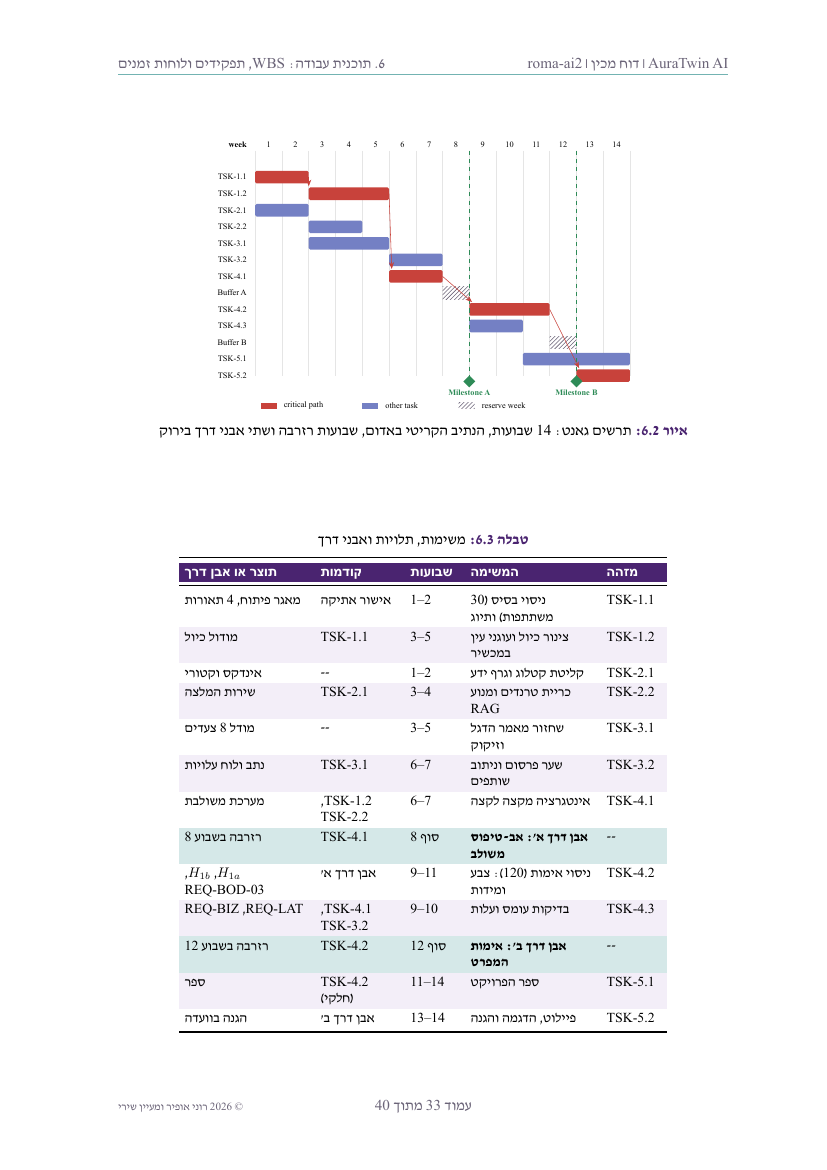 AuraTwin AI | דוח מכין | roma-ai2
6. תוכנית עבודה: WBS, תפקידים ולוחות זמנים
week 1 2 3 4 5 6 7 8 9 10 11 12 13 14
TSK-1.1
TSK-1.2
TSK-2.1
TSK-2.2
TSK-3.1
TSK-3.2
TSK-4.1
Buffer A
TSK-4.2
TSK-4.3
Buffer B
TSK-5.1
TSK-5.2
Milestone A Milestone B
critical path other task reserve week
איור 6.2: תרשים גאנט: 14 שבועות, הנתיב הקריטי באדום, שבועות רזרבה ושתי אבני דרך בירוק
טבלה 6.3: משימות, תלויות ואבני דרך
מזהה המשימה שבועות קודמות תוצר או אבן דרך
TSK-1.1 ניסוי בסיס (30 1–2 אישור אתיקה מאגר פיתוח, 4 תאורות
משתתפות) ותיוג
TSK-1.2 צינור כיול ועוגני עין 3–5 TSK-1.1 מודול כיול
במכשיר
TSK-2.1 קליטת קטלוג וגרף ידע 1–2 -- אינדקס וקטורי
TSK-2.2 כריית טרנדים ומנוע 3–4 TSK-2.1 שירות המלצה
RAG
TSK-3.1 שחזור מאמר הדגל 3–5 -- מודל 8 צעדים
וזיקוק
TSK-3.2 שער פרסום וניתוב 6–7 TSK-3.1 נתב ולוח עלויות
שותפים
TSK-4.1 אינטגרציה מקצה לקצה 6–7 TSK-1.2, מערכת משולבת
TSK-2.2
-- אבן דרך א׳: אב-טיפוס סוף 8 TSK-4.1 רזרבה בשבוע 8
משולב
TSK-4.2 ניסוי אימות (120): צבע 9–11 אבן דרך א׳ H1a, H1b,
ומידות REQ-BOD-03
TSK-4.3 בדיקות עומס ועלות 9–10 TSK-4.1, REQ-LAT, REQ-BIZ
TSK-3.2
-- אבן דרך ב׳: אימות סוף 12 TSK-4.2 רזרבה בשבוע 12
המפרט
TSK-5.1 ספר הפרויקט 11–14 TSK-4.2 ספר
(חלקי)
TSK-5.2 פיילוט, הדגמה והגנה 13–14 אבן דרך ב׳ הגנה בוועדה
עמוד 33 מתוך 40
© 2026 רוני אופיר ומעיין שירי